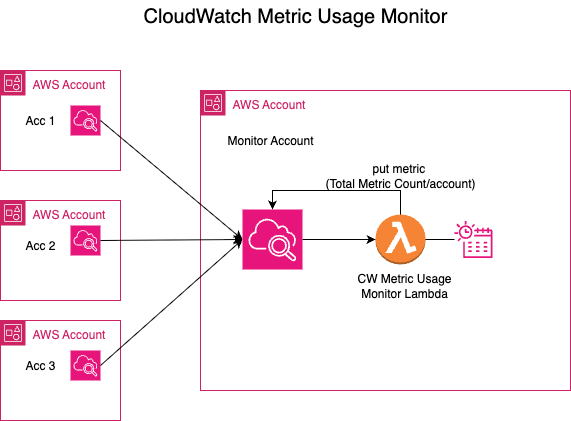 CloudWatch Metric Usage Monitor
AWS Account
Acc 1
AWS Account
Acc 2
AWS Account
Acc 3
AWS Account
Monitor Account
put metric
(Total Metric Count/account)
CW Metric Usage
Monitor Lambda